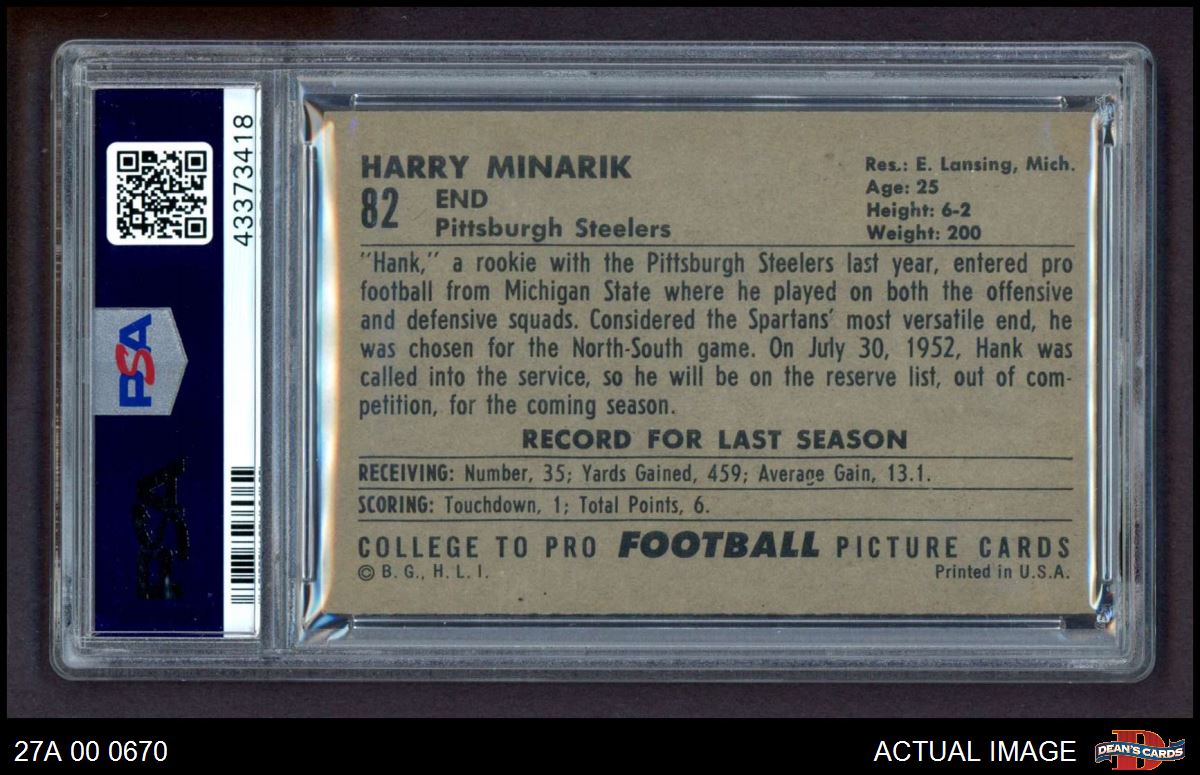 43373418
PSA
PSA
HARRY MINARIK
82
END
Pittsburgh Steelers
Res.: E. Lansing, Mich.
Age: 25
Height: 6-2
Weight: 200
"Hank," a rookie with the Pittsburgh Steelers last year, entered pro
football from Michigan State where he played on both the offensive
and defensive squads. Considered the Spartans' most versatile end, he
was chosen for the North-South game. On July 30, 1952, Hank was
called into the service, so he will be on the reserve list, out of com-
petition, for the coming season.
RECORD FOR LAST SEASON
RECEIVING: Number, 35; Yards Gained, 459; Average Gain, 13.1.
SCORING: Touchdown, 1; Total Points, 6.
COLLEGE TO PRO FOOTBALL PICTURE CARDS
© B. G., H. L. I.
Printed in U.S.A.
27A 00 0670
ACTUAL IMAGE
D
DEAN'S CARDS